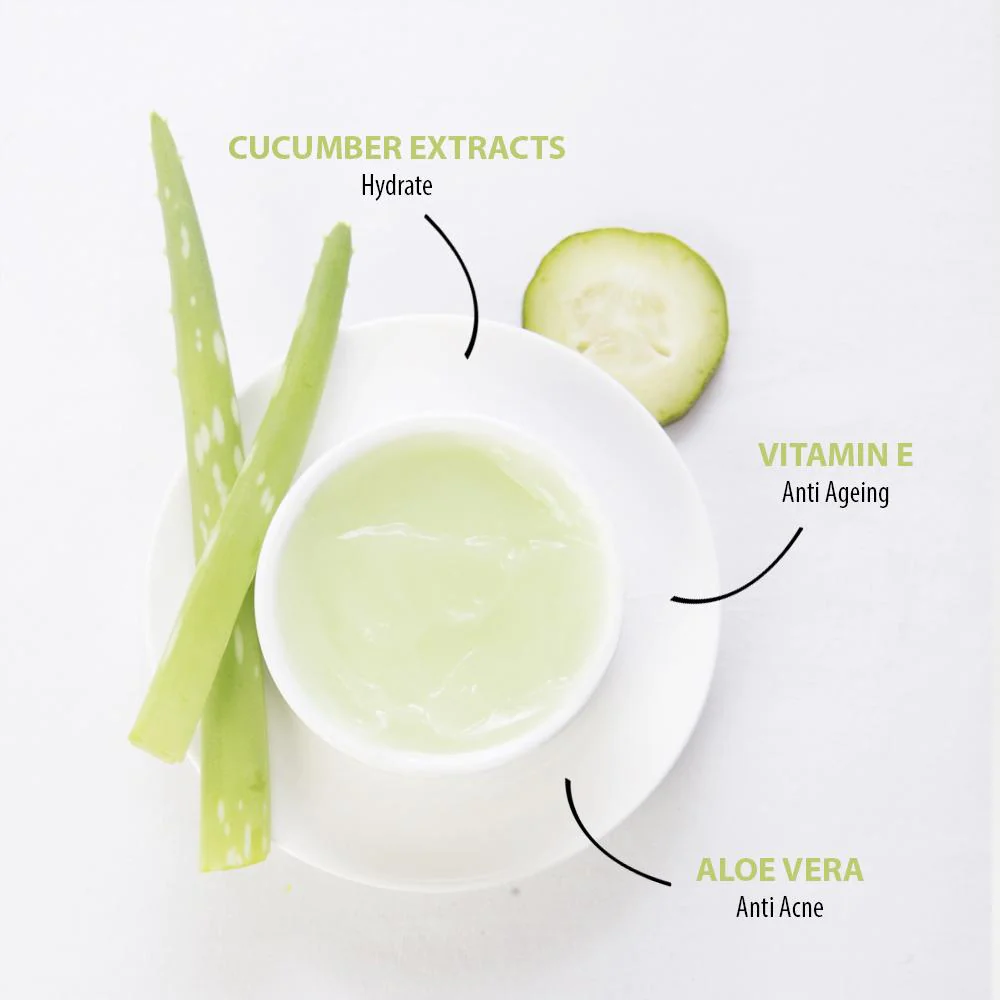 CUCUMBER EXTRACTS
Hydrate
VITAMIN E
Anti Ageing
ALOE VERA
Anti Acne